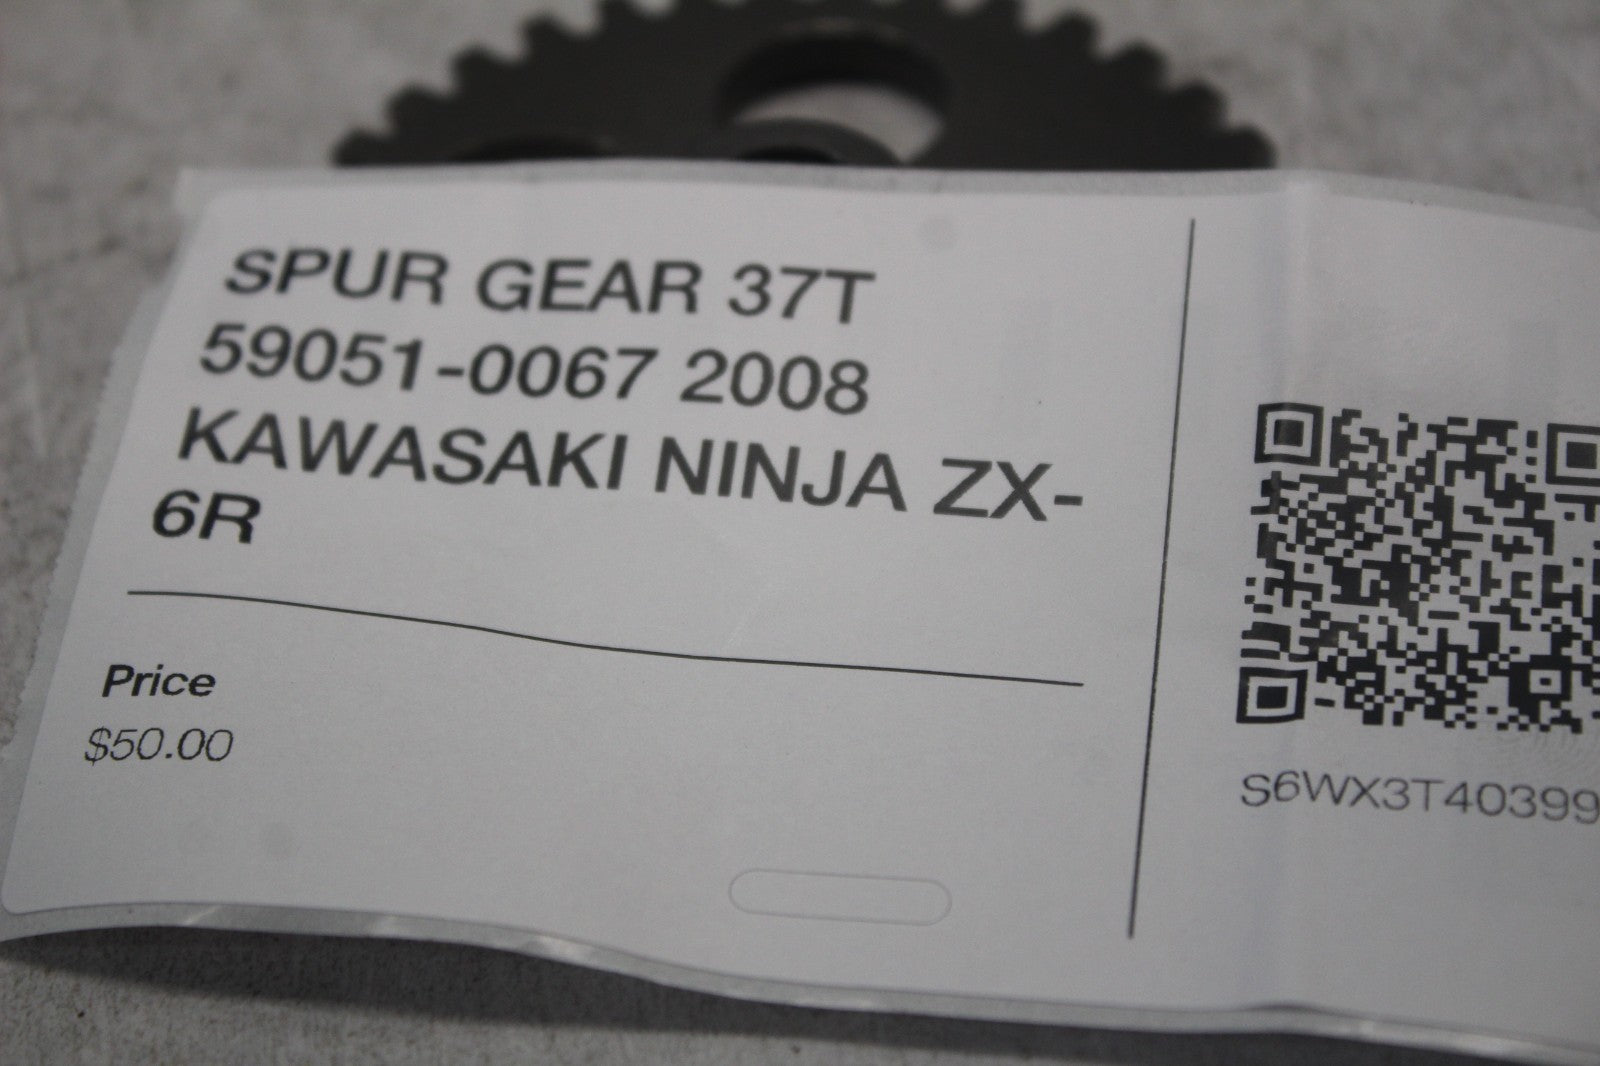 SPUR GEAR 37T
59051-0067 2008
KAWASAKI NINJA ZX-
6R
Price
$50.00
S6WX3T40399